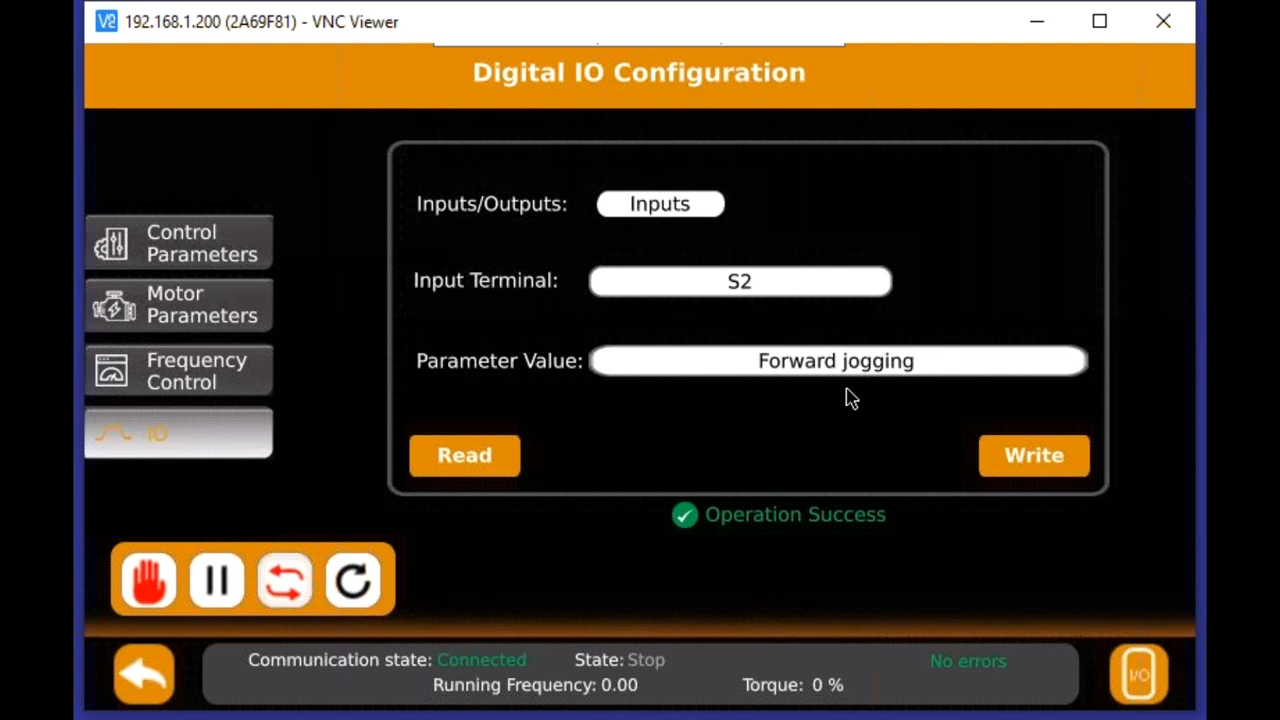 192.168.1.200 (2A69F81) - VNC Viewer
Digital IO Configuration
Inputs/Outputs: Inputs
Input Terminal: S2
Parameter Value: Forward jogging
Read
Write
Operation Success
Control
Parameters
Motor
Parameters
Frequency
Control
IO
Communication state: Connected State: Stop No errors
Running Frequency: 0.00 Torque: 0 %
I/O